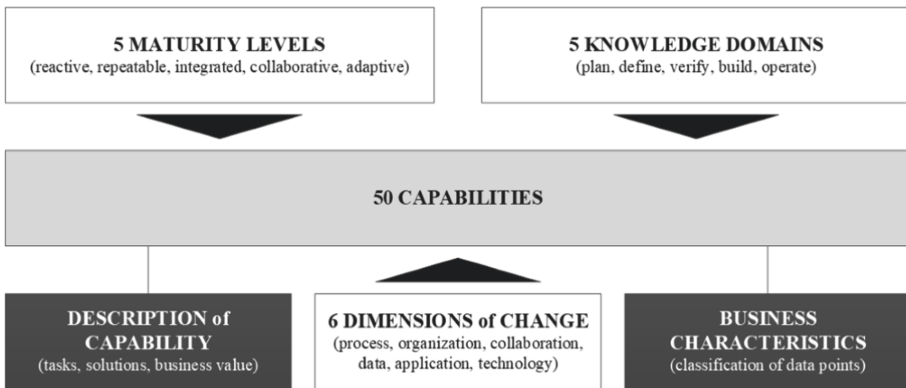 5 MATURITY LEVELS
(reactive, repeatable, integrated, collaborative, adaptive)
5 KNOWLEDGE DOMAINS
(plan, define, verify, build, operate)
50 CAPABILITIES
DESCRIPTION of
CAPABILITY
(tasks, solutions, business value)
6 DIMENSIONS of CHANGE
(process, organization, collaboration,
data, application, technology)
BUSINESS
CHARACTERISTICS
(classification of data points)